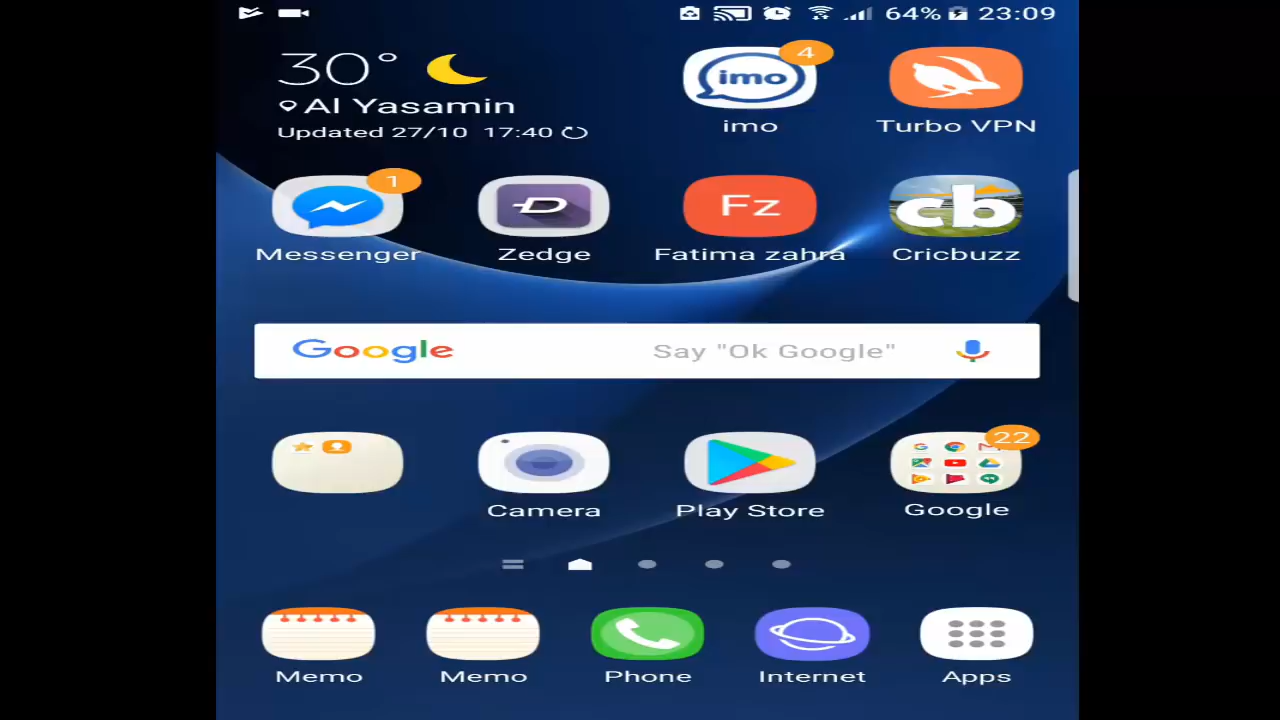 64% 23:09
30°
Al Yasamin
Updated 27/10 17:40
4
imo
imo
Turbo VPN
1
Messenger
Zedge
Fz
Fatima zahra
cb
Cricbuzz
Google
Say "Ok Google"
Camera
Play Store
22
Google
Memo
Memo
Phone
Internet
Apps